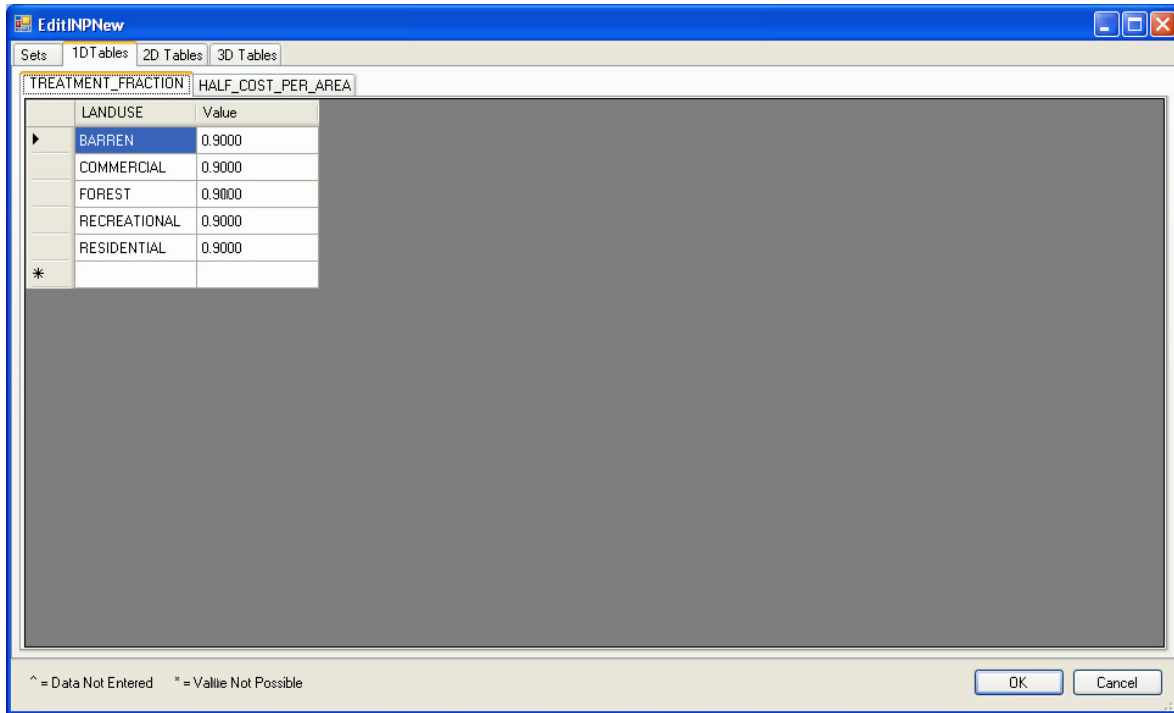 EditINPNew
Sets 1DTables 2D Tables 3D Tables
TREATMENT_FRACTION HALF_COST_PER_AREA
LANDUSE Value
BARREN 0.9000
COMMERCIAL 0.9000
FOREST 0.9000
RECREATIONAL 0.9000
RESIDENTIAL 0.9000
*
^ = Data Not Entered * = Value Not Possible OK Cancel